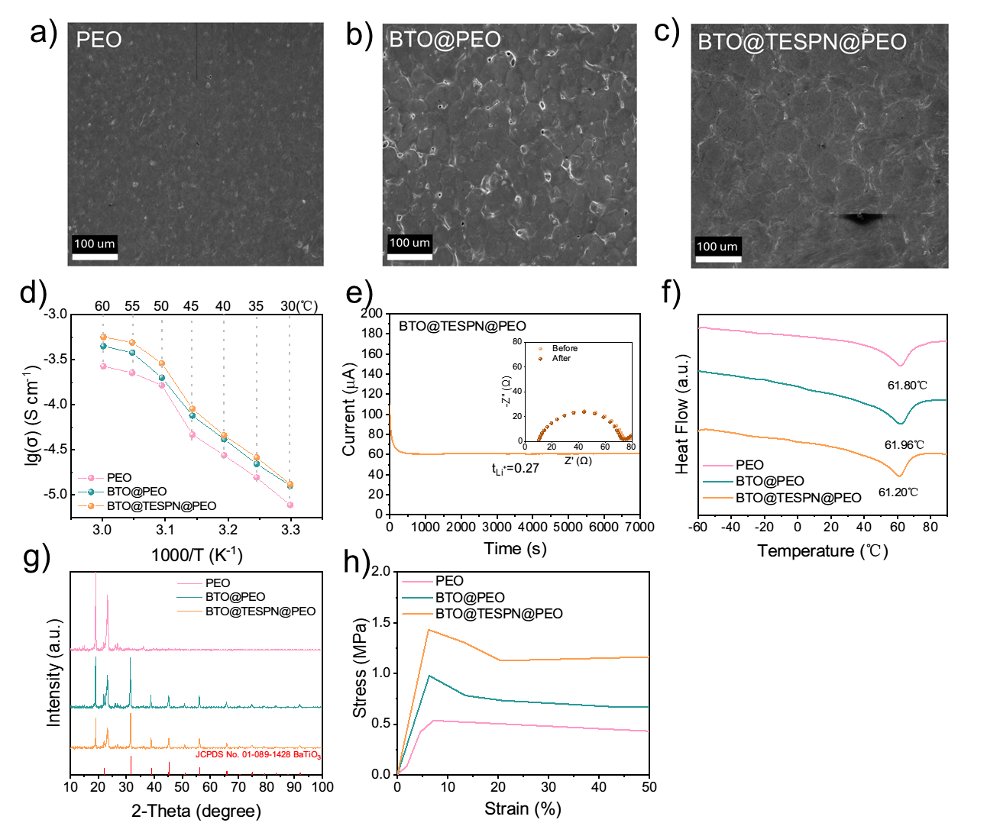 a)
PEO
100 um
b)
BTO@PEO
100 um
c)
BTO@TESPN@PEO
100 um
d)
60 55 50 45 40 35 30(℃)
-3.0
-3.5
-4.0
-4.5
-5.0
lg(σ) (S cm⁻¹)
PEO
BTO@PEO
BTO@TESPN@PEO
3.0 3.1 3.2 3.3
1000/T (K⁻¹)
e)
200
180
160
140
120
100
80
60
40
20
0
Current (μA)
BTO@TESPN@PEO
80
60
40
20
0
-Z'' (Ω)
Before
After
0 20 40 60 80
Z' (Ω)
tLi⁺=0.27
0 1000 2000 3000 4000 5000 6000 7000
Time (s)
f)
Heat Flow (a.u.)
61.80℃
61.96℃
61.20℃
PEO
BTO@PEO
BTO@TESPN@PEO
-60 -40 -20 0 20 40 60 80
Temperature (℃)
g)
Intensity (a.u.)
PEO
BTO@PEO
BTO@TESPN@PEO
JCPDS No. 01-089-1428 BaTiO₃
10 20 30 40 50 60 70 80 90 100
2-Theta (degree)
h)
2.0
1.5
1.0
0.5
0.0
Stress (MPa)
PEO
BTO@PEO
BTO@TESPN@PEO
0 10 20 30 40 50
Strain (%)